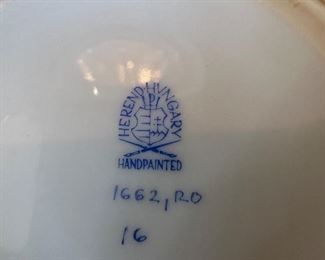 HEREND HUNGARY
HANDPAINTED
1662, RO
16